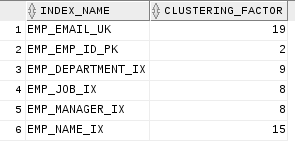 INDEX_NAME CLUSTERING_FACTOR
1 EMP_EMAIL_UK 19
2 EMP_EMP_ID_PK 2
3 EMP_DEPARTMENT_IX 9
4 EMP_JOB_IX 8
5 EMP_MANAGER_IX 8
6 EMP_NAME_IX 15